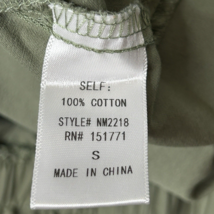 SELF:
100% COTTON
STYLE# NM2218
RN# 151771
S
MADE IN CHINA